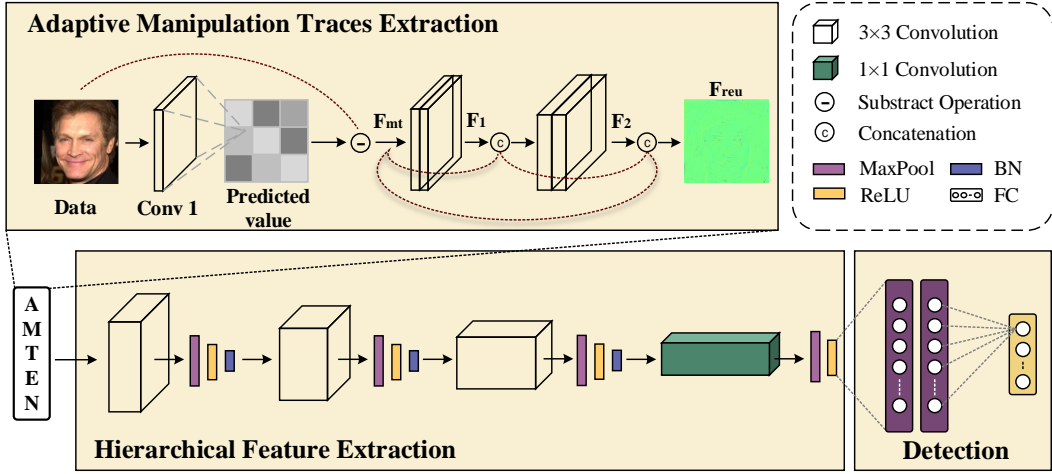 Adaptive Manipulation Traces Extraction
Data
Conv 1
Predicted
value
−
Fmt
F1
c
F2
c
Freu
3×3 Convolution
1×1 Convolution
− Substract Operation
c Concatenation
MaxPool
BN
ReLU
FC
A
M
T
E
N
Hierarchical Feature Extraction
Detection